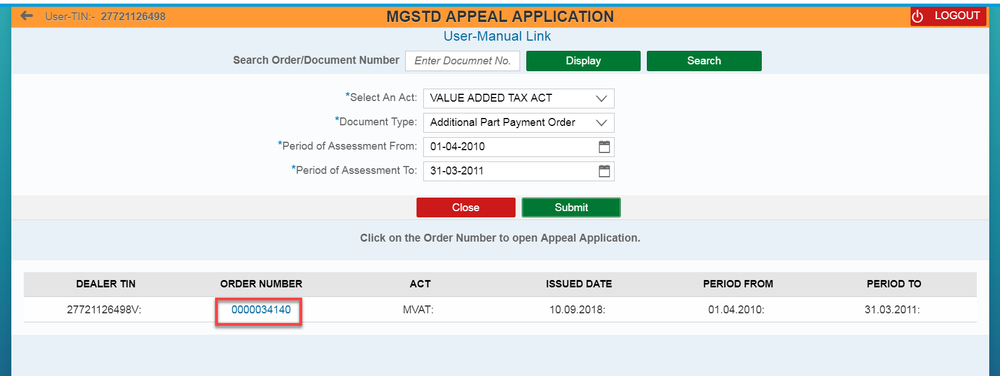 User-TIN:- 27721126498 MGSTD APPEAL APPLICATION LOGOUT
User-Manual Link
Search Order/Document Number Enter Documnet No. Display Search
*Select An Act: VALUE ADDED TAX ACT
*Document Type: Additional Part Payment Order
*Period of Assessment From: 01-04-2010
*Period of Assessment To: 31-03-2011
Close Submit
Click on the Order Number to open Appeal Application.
DEALER TIN ORDER NUMBER ACT ISSUED DATE PERIOD FROM PERIOD TO
27721126498V: 0000034140 MVAT: 10.09.2018: 01.04.2010: 31.03.2011: